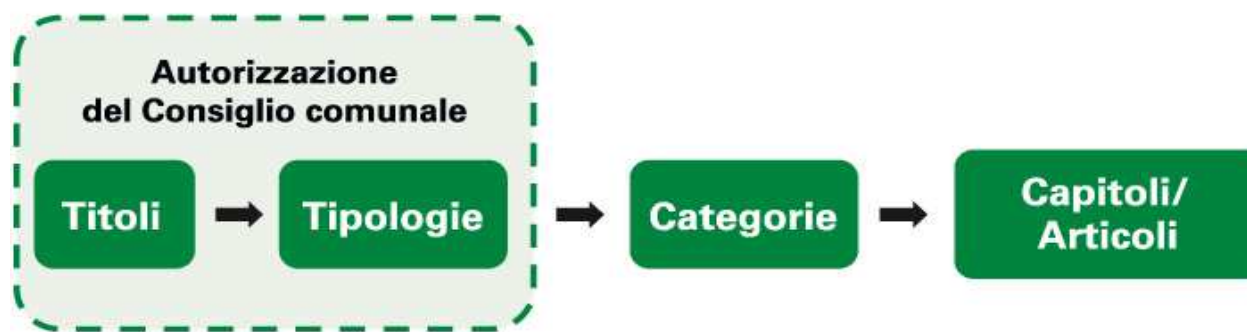 Autorizzazione
del Consiglio comunale
Titoli
Tipologie
Categorie
Capitoli/
Articoli